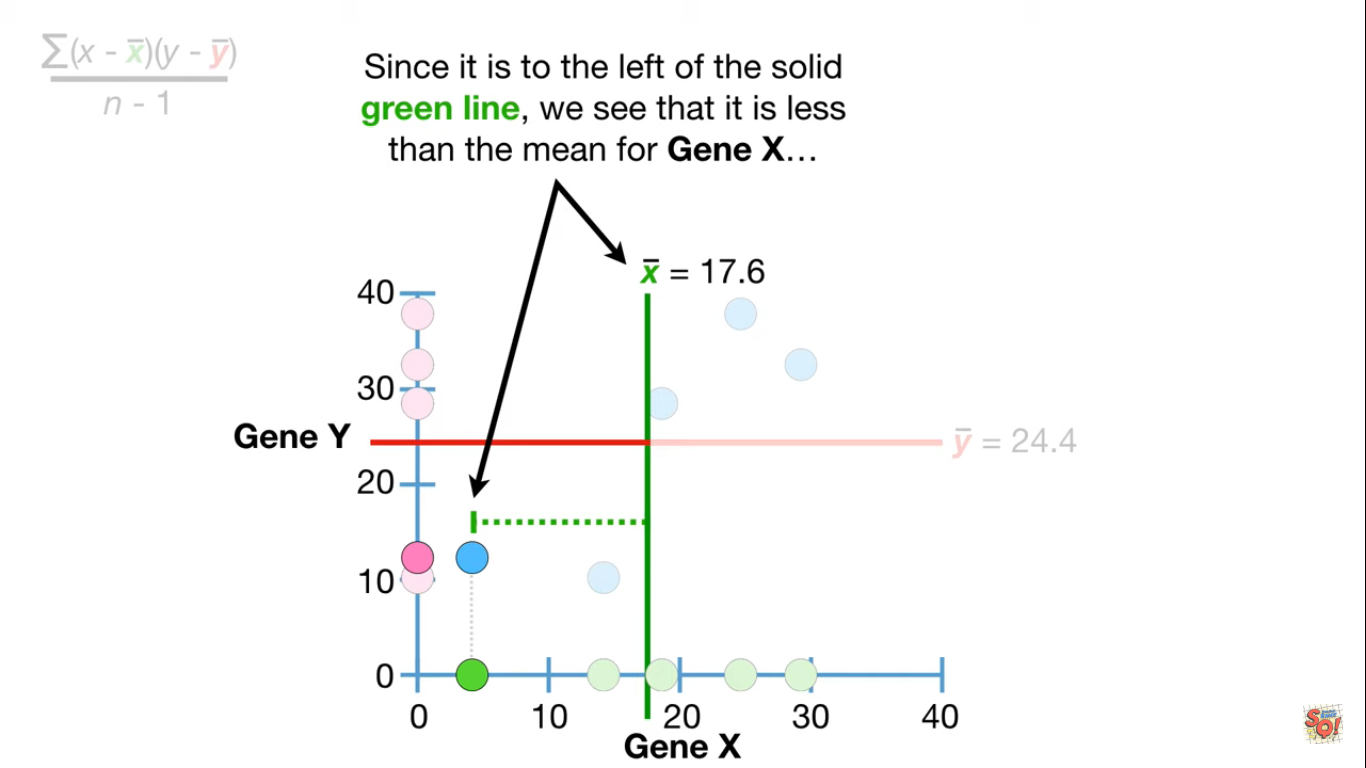 ∑(x - x̄)(y - ȳ)
n - 1
Since it is to the left of the solid
green line, we see that it is less
than the mean for Gene X…
x̄ = 17.6
40
30
Gene Y
ȳ = 24.4
20
10
0
0 10 20 30 40
Gene X
SQ!